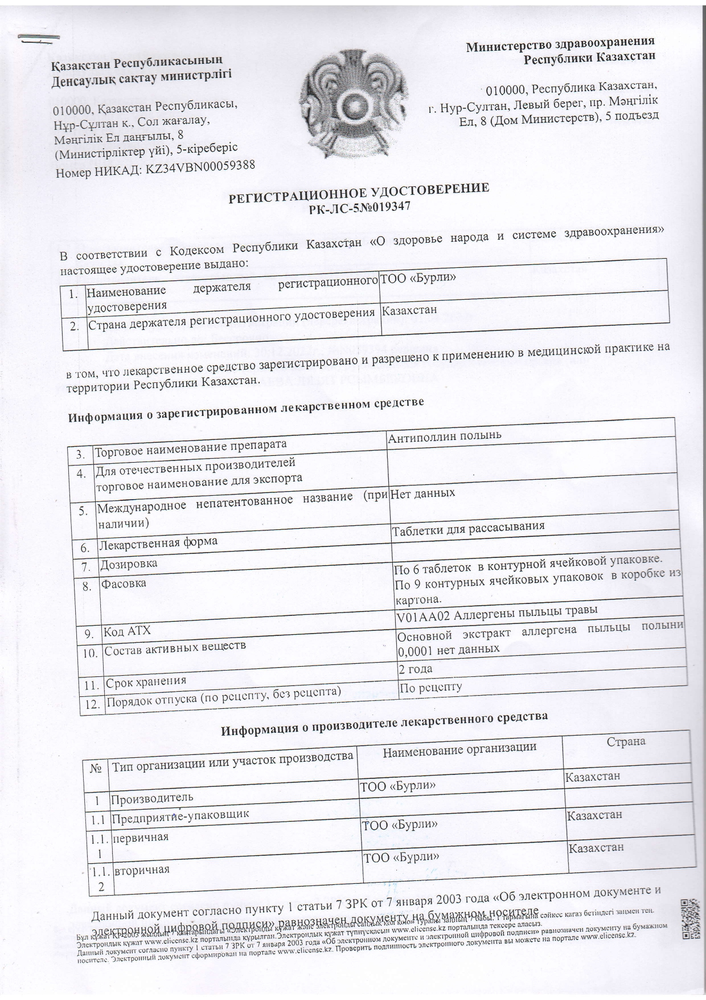 Қазақстан Республикасының
Денсаулық сақтау министрлігі
010000, Қазақстан Республикасы,
Нұр-Сұлтан қ., Сол жағалау,
Мәңгілік Ел даңғылы, 8
(Министірліктер үйі), 5-кіреберіс
Номер НИКАД: KZ34VBN00059388
Министерство здравоохранения
Республики Казахстан
010000, Республика Казахстан,
г. Нур-Султан, Левый берег, пр. Мәңгілік
Ел, 8 (Дом Министерств), 5 подъезд
РЕГИСТРАЦИОННОЕ УДОСТОВЕРЕНИЕ
РК-ЛС-5№019347
В соответствии с Кодексом Республики Казахстан «О здоровье народа и системе здравоохранения»
настоящее удостоверение выдано:
1. Наименование держателя регистрационного ТОО «Бурли»
удостоверения
2. Страна держателя регистрационного удостоверения Казахстан
в том, что лекарственное средство зарегистрировано и разрешено к применению в медицинской практике на
территории Республики Казахстан.
Информация о зарегистрированном лекарственном средстве
3. Торговое наименование препарата Антиполлин полынь
4. Для отечественных производителей
торговое наименование для экспорта
5. Международное непатентованное название (при Нет данных
наличии)
6. Лекарственная форма Таблетки для рассасывания
7. Дозировка
8. Фасовка По 6 таблеток в контурной ячейковой упаковке.
По 9 контурных ячейковых упаковок в коробке из
картона.
9. Код АТХ V01AA02 Аллергены пыльцы травы
10. Состав активных веществ Основной экстракт аллергена пыльцы полыни
0,0001 нет данных
11. Срок хранения 2 года
12. Порядок отпуска (по рецепту, без рецепта) По рецепту
Информация о производителе лекарственного средства
№ Тип организации или участок производства Наименование организации Страна
1 Производитель ТОО «Бурли» Казахстан
1.1 Предприятие-упаковщик
1.1. первичная ТОО «Бурли» Казахстан
1
1.1. вторичная ТОО «Бурли» Казахстан
2
Данный документ согласно пункту 1 статьи 7 ЗРК от 7 января 2003 года «Об электронном документе и
электронной цифровой подписи» равнозначен документу на бумажном носителе
Бұл құжат ҚР 2003 жылдың 7 қаңтарындағы «Электронды құжат және электронды сандық қол қою» туралы заңның 7 бабы, 1 тармағына сәйкес қағаз бетіндегі заңмен тең.
Электрондық құжат www.elicense.kz порталында құрылған.Электрондық құжат түпнұсқасын www.elicense.kz порталында тексере аласыз.
Данный документ согласно пункту 1 статьи 7 ЗРК от 7 января 2003 года «Об электронном документе и электронной цифровой подписи» равнозначен документу на бумажном
носителе. Электронный документ сформирован на портале www.elicense.kz. Проверить подлинность электронного документа вы можете на портале www.elicense.kz.